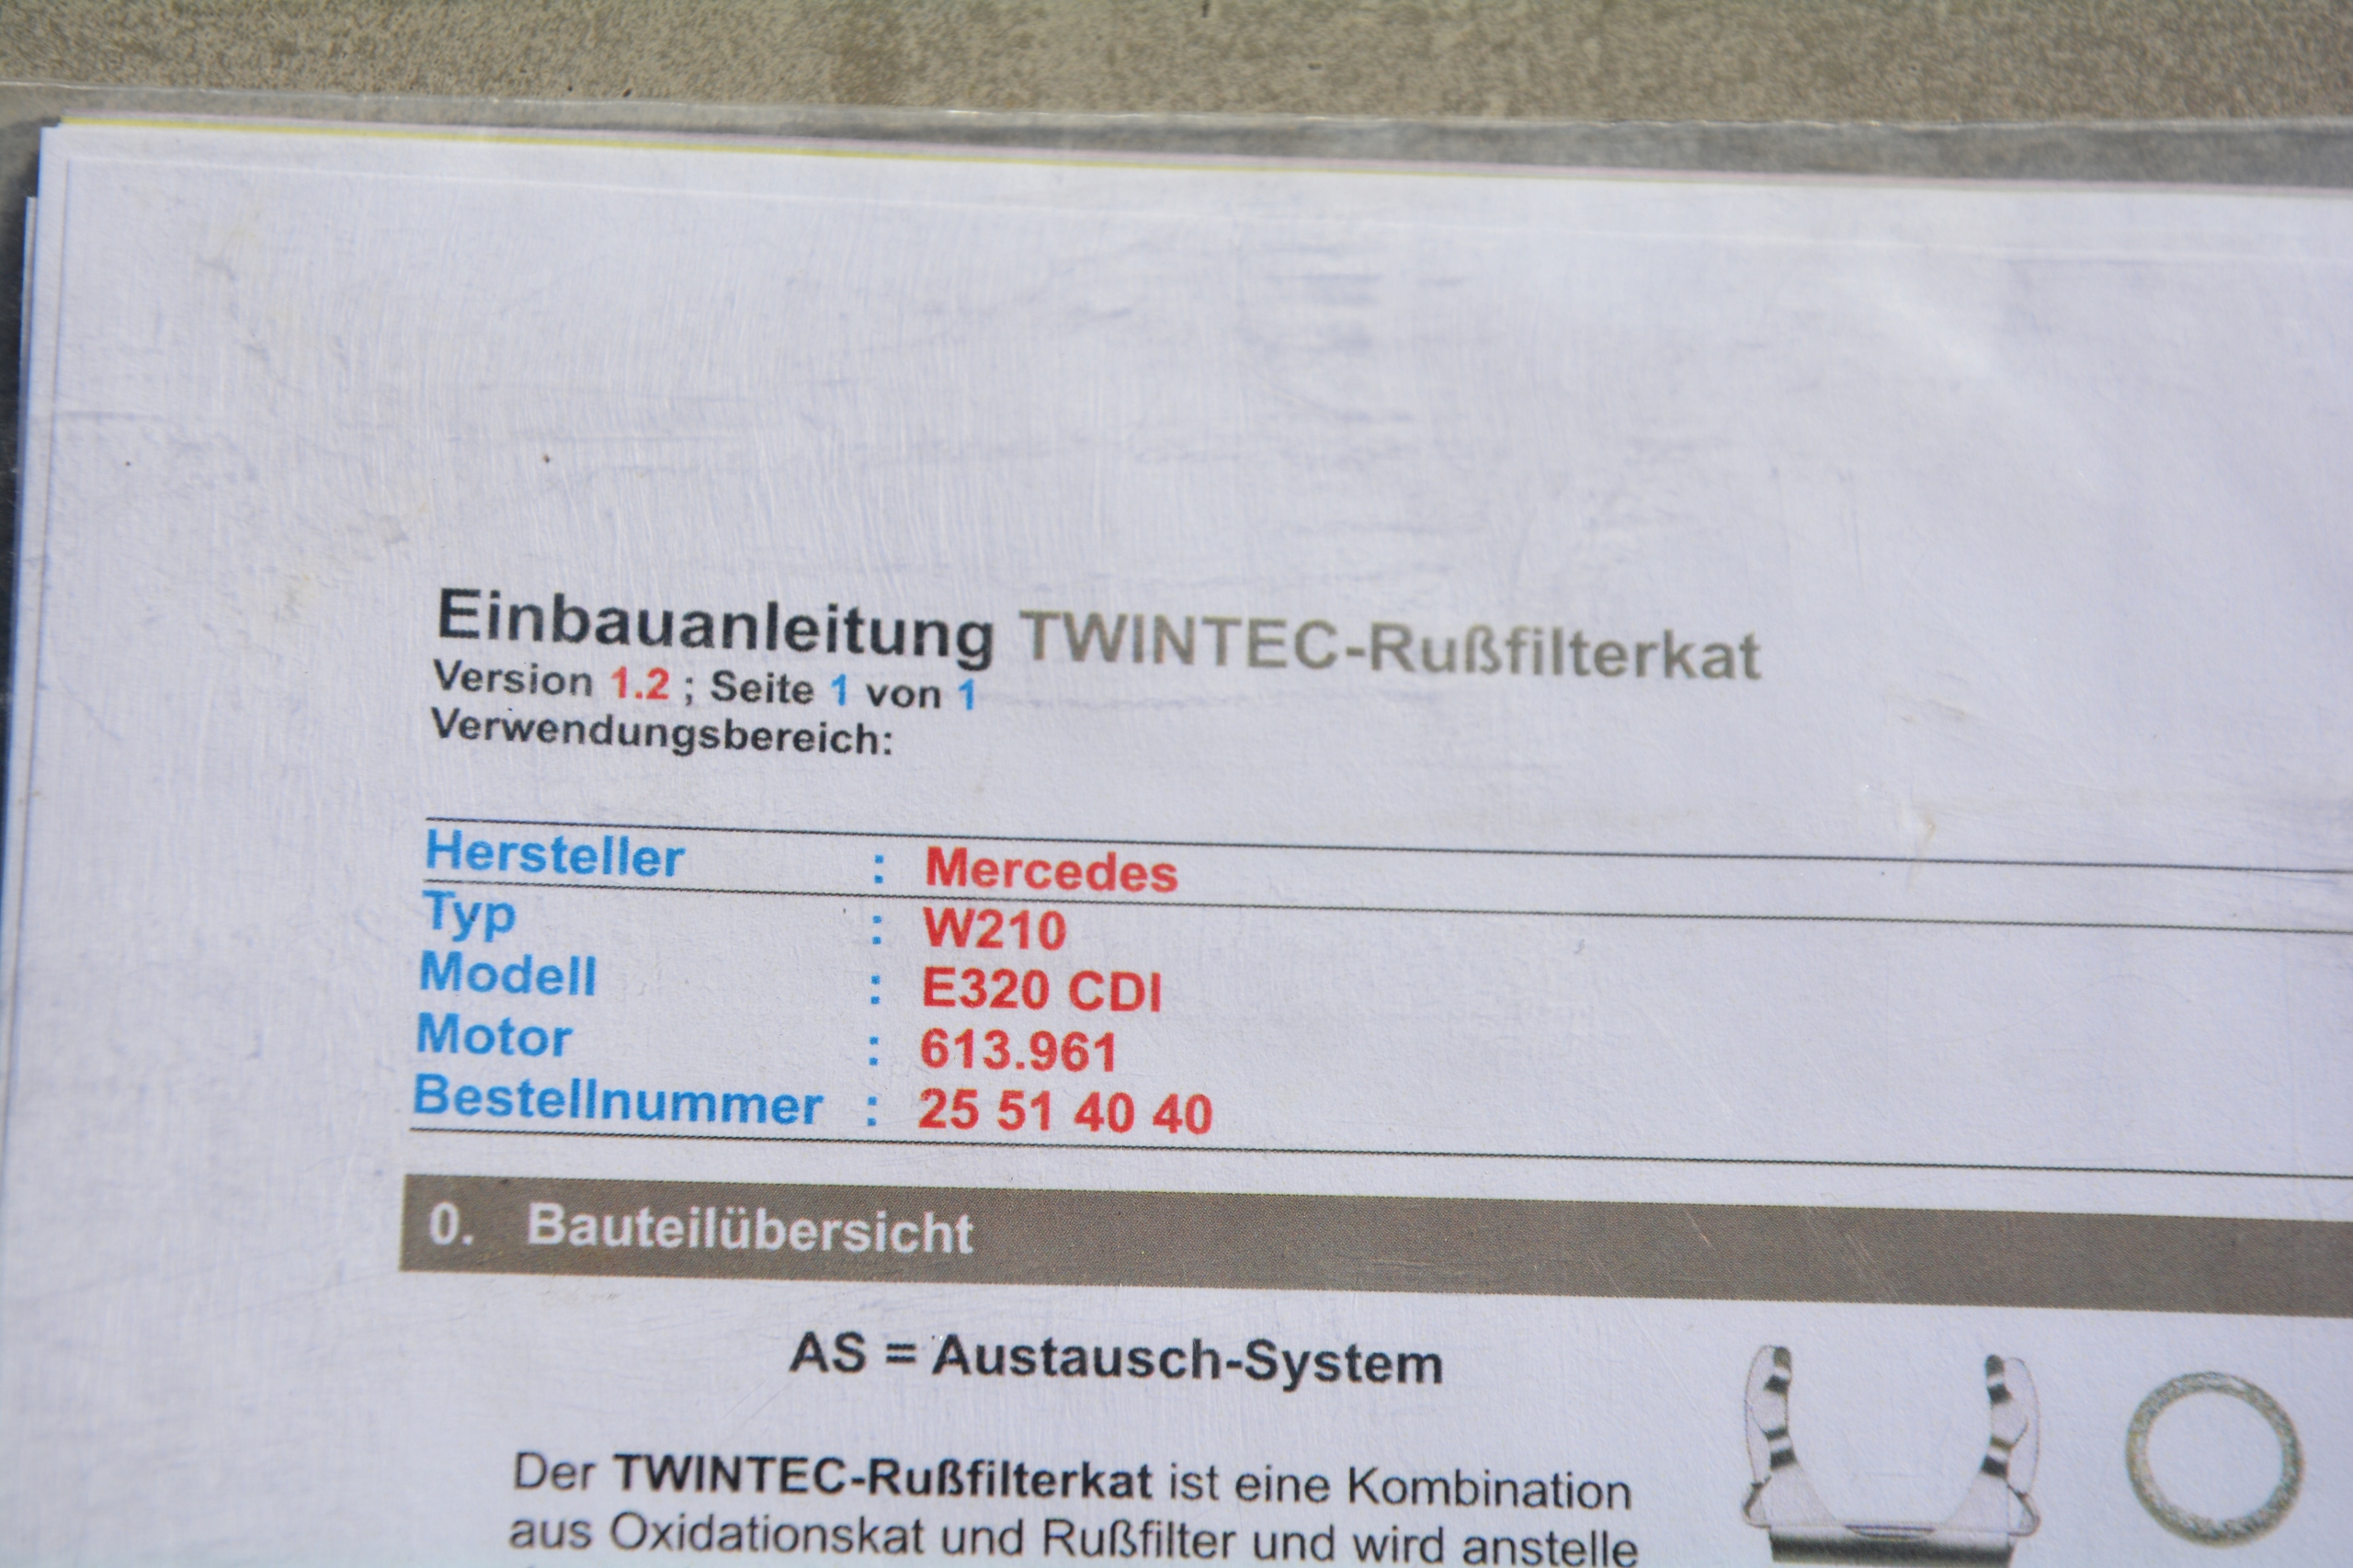 Einbauanleitung TWINTEC-Rußfilterkat
Version 1.2 ; Seite 1 von 1
Verwendungsbereich:
Hersteller : Mercedes
Typ : W210
Modell : E320 CDI
Motor : 613.961
Bestellnummer : 25 51 40 40
0. Bauteilübersicht
AS = Austausch-System
Der TWINTEC-Rußfilterkat ist eine Kombination
aus Oxidationskat und Rußfilter und wird anstelle